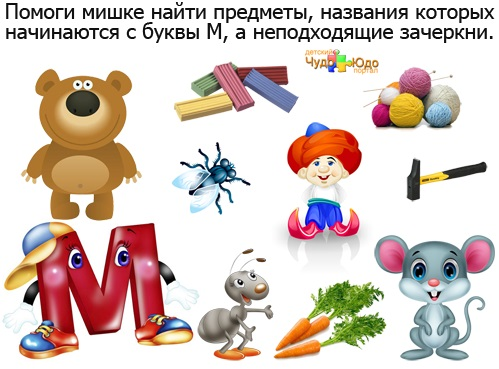 Помоги мишке найти предметы, названия которых
начинаются с буквы М, а неподходящие зачеркни.
детский
Чудо-Юдо
портал
М